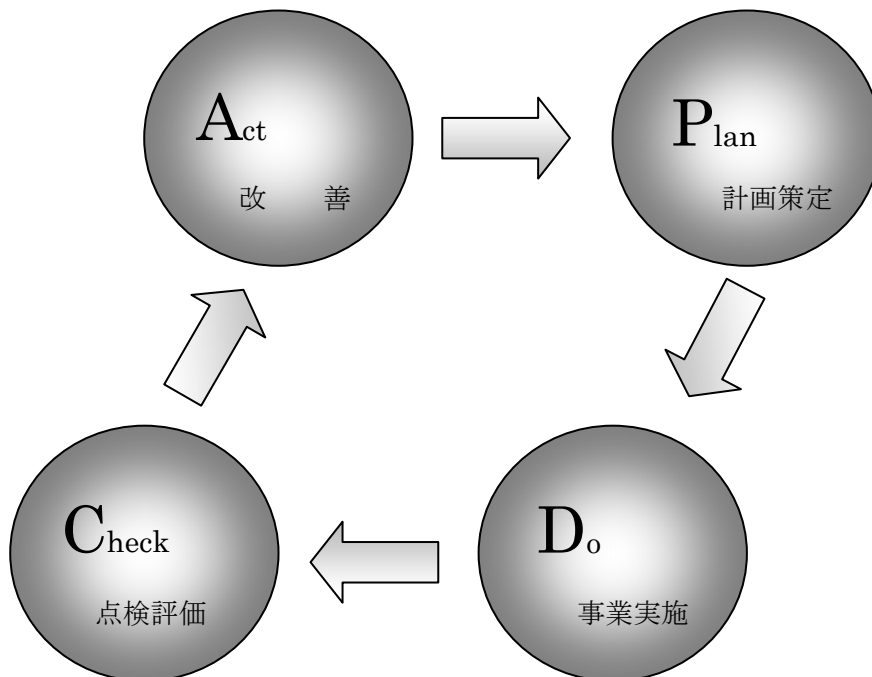 Act
改　善
Plan
計画策定
Check
点検評価
Do
事業実施